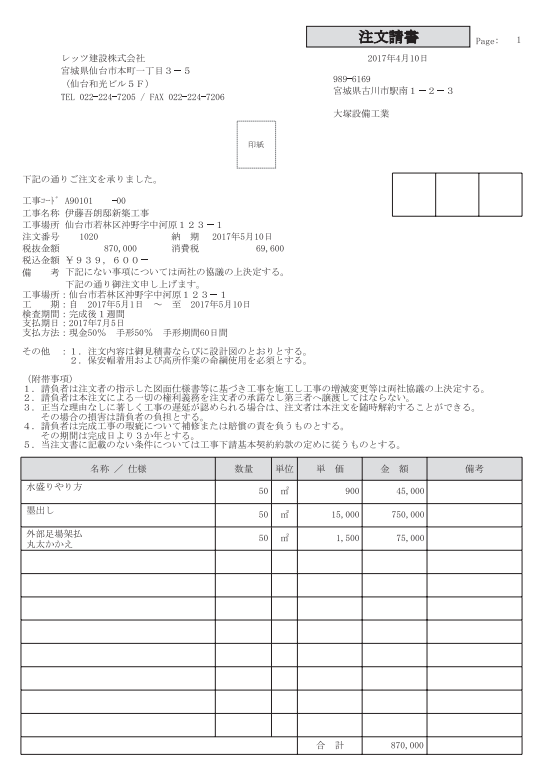 注文請書
Page: 1
レッツ建設株式会社
宮城県仙台市本町一丁目３－５
（仙台和光ビル５Ｆ）
TEL 022-224-7205 / FAX 022-224-7206
2017年4月10日
989-6169
宮城県古川市駅南１－２－３
大塚設備工業
印紙
下記の通りご注文を承りました。
工事ｺｰﾄﾞ A90101 -00
工事名称 伊藤吾朗邸新築工事
工事場所 仙台市若林区沖野字中河原１２３－１
注文番号 1020 納 期 2017年5月10日
税抜金額 870,000 消費税 69,600
税込金額 ￥９３９，６００－
備 考 下記にない事項については両社の協議の上決定する。
下記の通り御注文申し上げます。
工事場所：仙台市若林区沖野字中河原１２３－１
工 期：自 2017年5月1日 ～ 至 2017年5月10日
検査期間：完成後１週間
支払期日：2017年7月5日
支払方法：現金50% 手形50% 手形期間60日間
その他 ：１．注文内容は御見積書ならびに設計図のとおりとする。
２．保安帽着用および高所作業の命綱使用を必須とする。
（附帯事項）
１．請負者は注文者の指示した図面仕様書等に基づき工事を施工し工事の増減変更等は両社協議の上決定する。
２．請負者は本注文による一切の権利義務を注文者の承諾なし第三者へ譲渡してはならない。
３．正当な理由なしに著しく工事の遅延が認められる場合は、注文者は本注文を随時解約することができる。
その場合の損害は請負者の負担とする。
４．請負者は完成工事の瑕疵について補修または賠償の責を負うものとする。
その期間は完成日より３か年とする。
５．当注文書に記載のない条件については工事下請基本契約約款の定めに従うものとする。
名称 ／ 仕様 数量 単位 単 価 金 額 備考
水盛りやり方 50 ㎡ 900 45,000
墨出し 50 ㎡ 15,000 750,000
外部足場架払
丸太かかえ 50 ㎡ 1,500 75,000
合 計 870,000